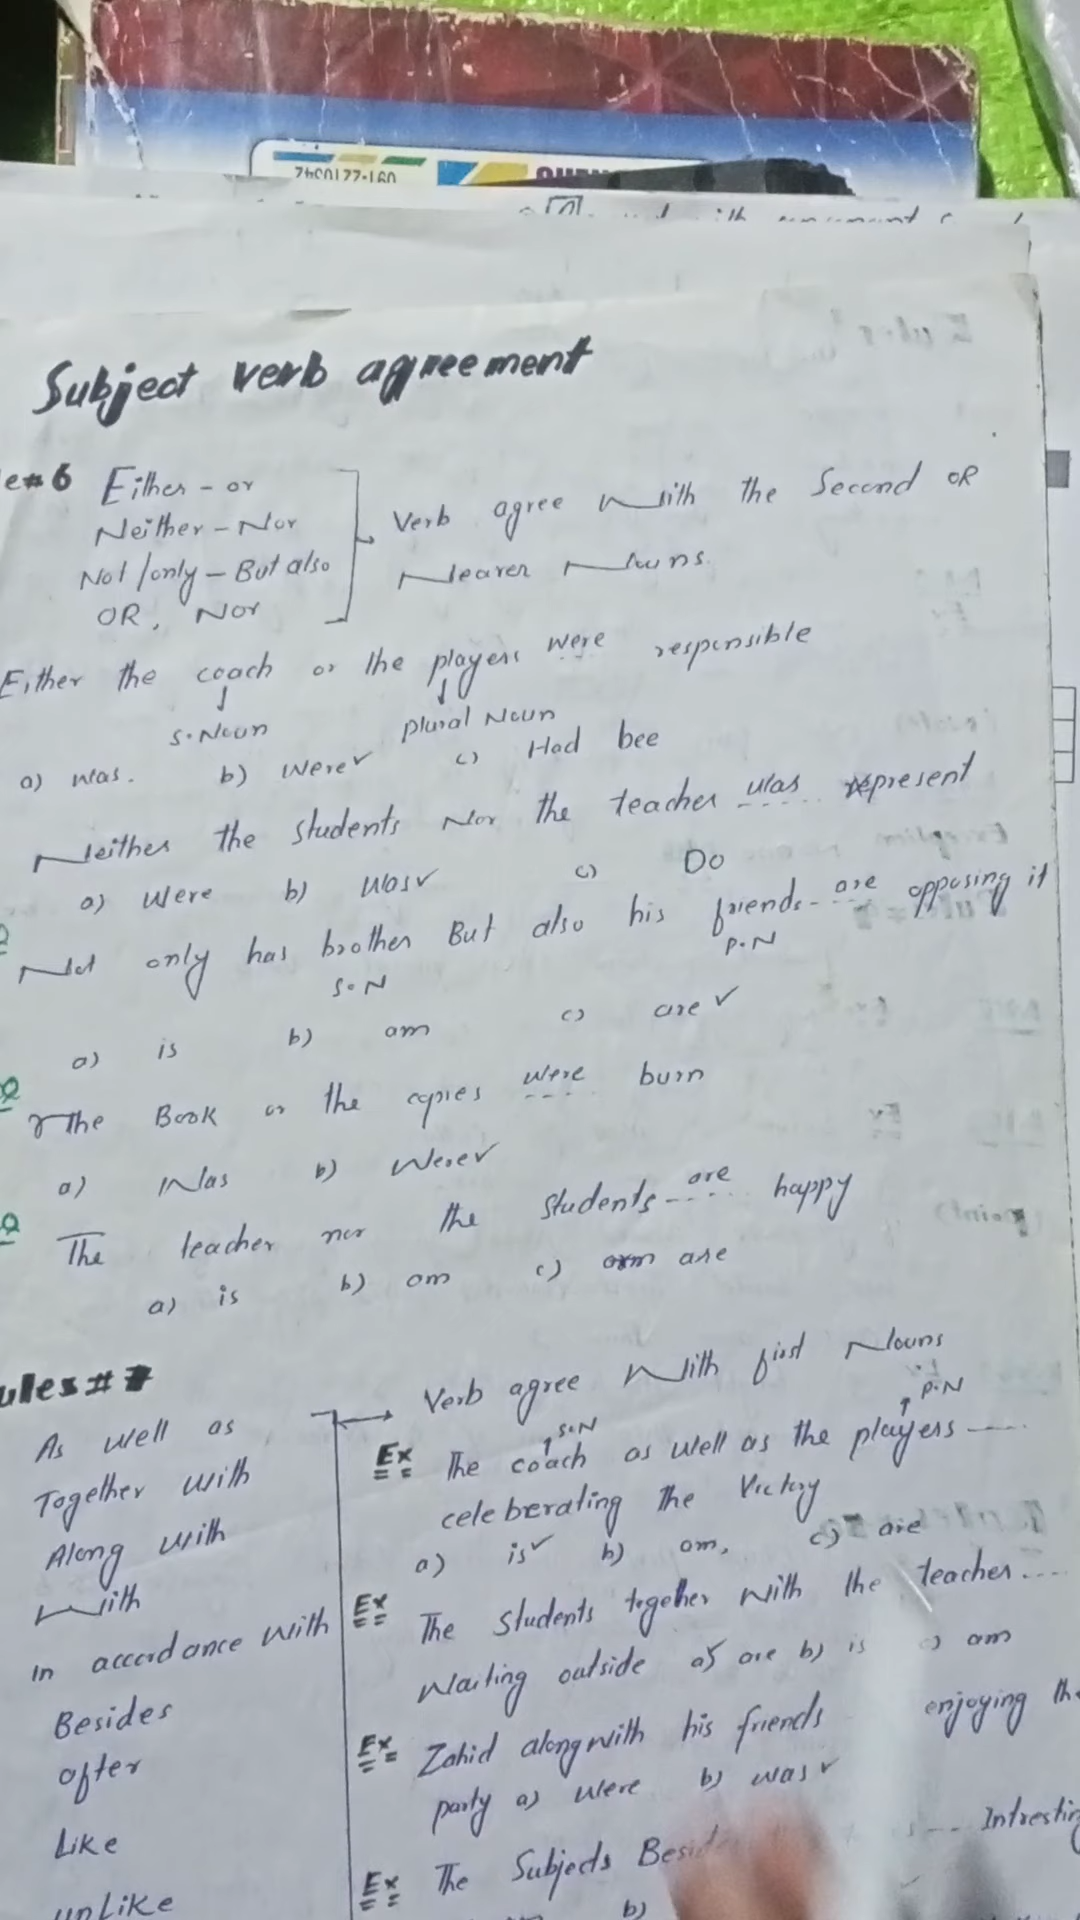 Subject verb agreement
e#6 Either - or
Neither - Nor
Not/only - But also
OR, Nor
Verb agree with the Second OR
Nearer Nouns.
Either the coach or the players were responsible
S.Noun plural Noun
a) was. b) were✓ c) Had bee
Neither the students Nor the teacher was represent
a) were b) was✓ c) Do
Not only has brother But also his friends are opposing it
S.N P.N
a) is b) am c) are✓
The Book or the copies were burn
a) Was b) Were✓
The teacher nor the students are happy
a) is b) am c) are
ules#7
As well as
Together with
Along with
With
in accordance with
Besides
after
Like
unLike
Verb agree With first Nouns
S.N P.N
Ex The coach as well as the players ----
celeberating the Victory
a) is✓ b) am, c) are
Ex The students together with the teacher....
Waiting outside a) are b) is c) am
Ex Zahid alongwith his friends enjoying the
party a) were b) was✓
Ex The Subjects Intrestin
b)